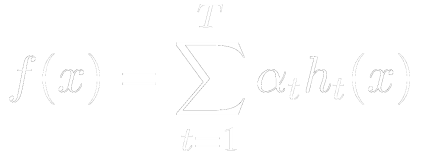 f(x) = \sum_{t=1}^{T} \alpha_t h_t(x)